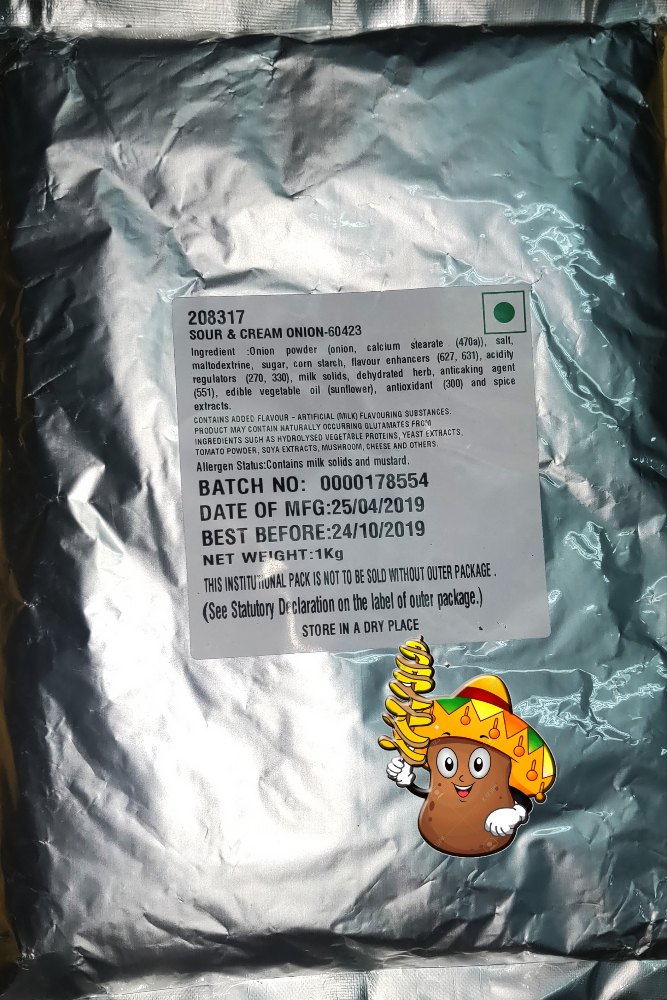 208317
SOUR & CREAM ONION-60423
Ingredient :Onion powder (onion, calcium stearate (470a)), salt,
maltodextrine, sugar, corn starch, flavour enhancers (627, 631), acidity
regulators (270, 330), milk solids, dehydrated herb, anticaking agent
(551), edible vegetable oil (sunflower), antioxidant (300) and spice
extracts.
CONTAINS ADDED FLAVOUR - ARTIFICIAL (MILK) FLAVOURING SUBSTANCES.
PRODUCT MAY CONTAIN NATURALLY OCCURRING GLUTAMATES FROM
INGREDIENTS SUCH AS HYDROLYSED VEGETABLE PROTEINS, YEAST EXTRACTS,
TOMATO POWDER, SOYA EXTRACTS, MUSHROOM, CHEESE AND OTHERS.
Allergen Status:Contains milk solids and mustard.
BATCH NO: 0000178554
DATE OF MFG:25/04/2019
BEST BEFORE:24/10/2019
NET WEIGHT:1Kg
THIS INSTITUTIONAL PACK IS NOT TO BE SOLD WITHOUT OUTER PACKAGE .
(See Statutory Declaration on the label of outer package.)
STORE IN A DRY PLACE